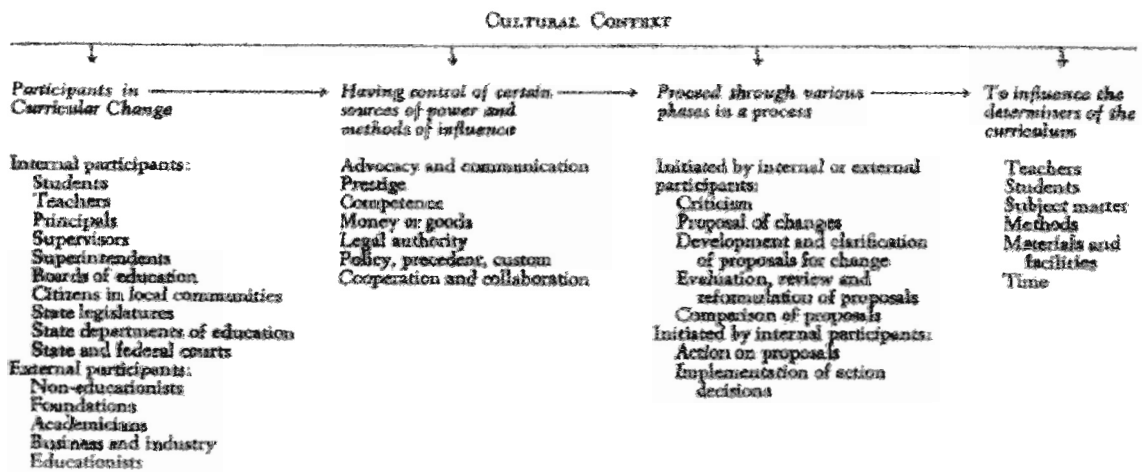 CULTURAL CONTEXT
Participants in
Curricular Change
Having control of certain
sources of power and
methods of influence
Proceed through various
phases in a process
To influence the
determiners of the
curriculum
Internal participants:
Students
Teachers
Principals
Supervisors
Superintendents
Boards of education
Citizens in local communities
State legislatures
State departments of education
State and federal courts
External participants:
Non-educationists
Foundations
Academicians
Business and industry
Educationists
Advocacy and communication
Prestige
Competence
Money or goods
Legal authority
Policy, precedent, custom
Cooperation and collaboration
Initiated by internal or external
participants:
Criticism
Proposal of changes
Development and clarification
of proposals for change
Evaluation, review and
reformulation of proposals
Comparison of proposals
Initiated by internal participants:
Action on proposals
Implementation of action
decisions
Teachers
Students
Subject matter
Methods
Materials and
facilities
Time